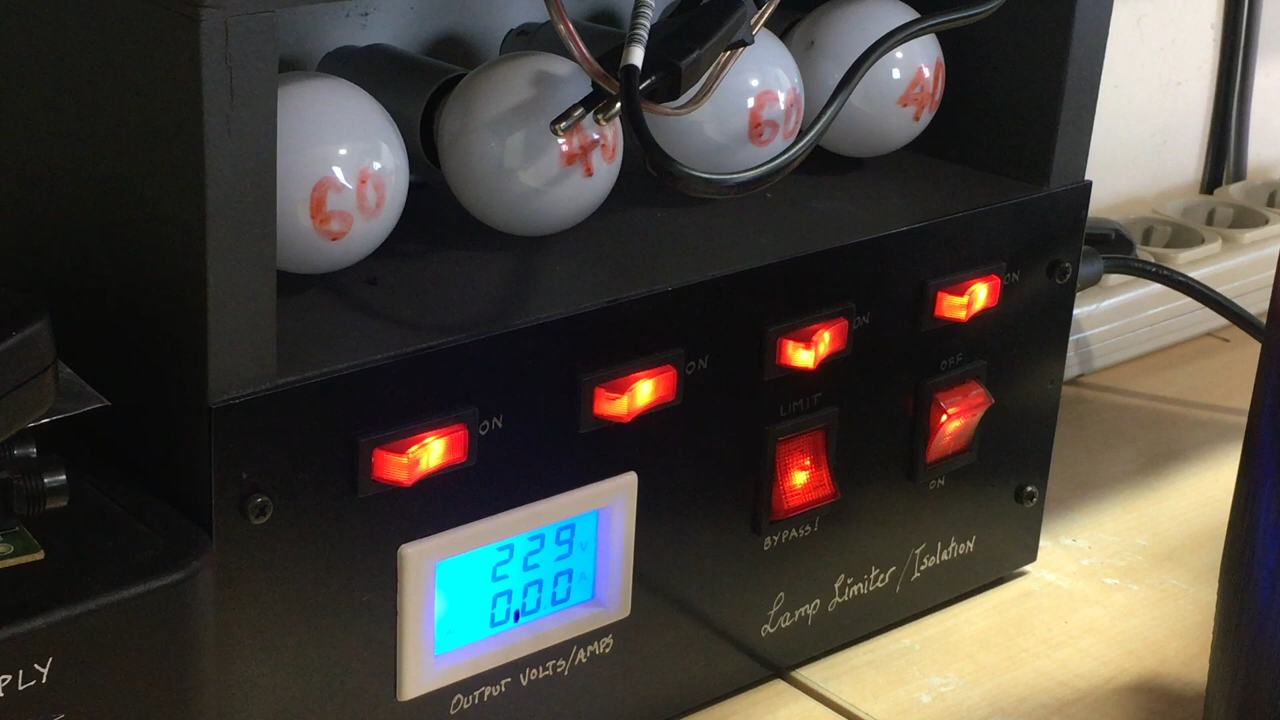 60
40
60
40
ON
ON
ON
ON
LIMIT
OFF
BYPASS!
ON
229 V
0.00 A
OUTPUT VOLTS/AMPS
Lamp Limiter/Isolation
PLY